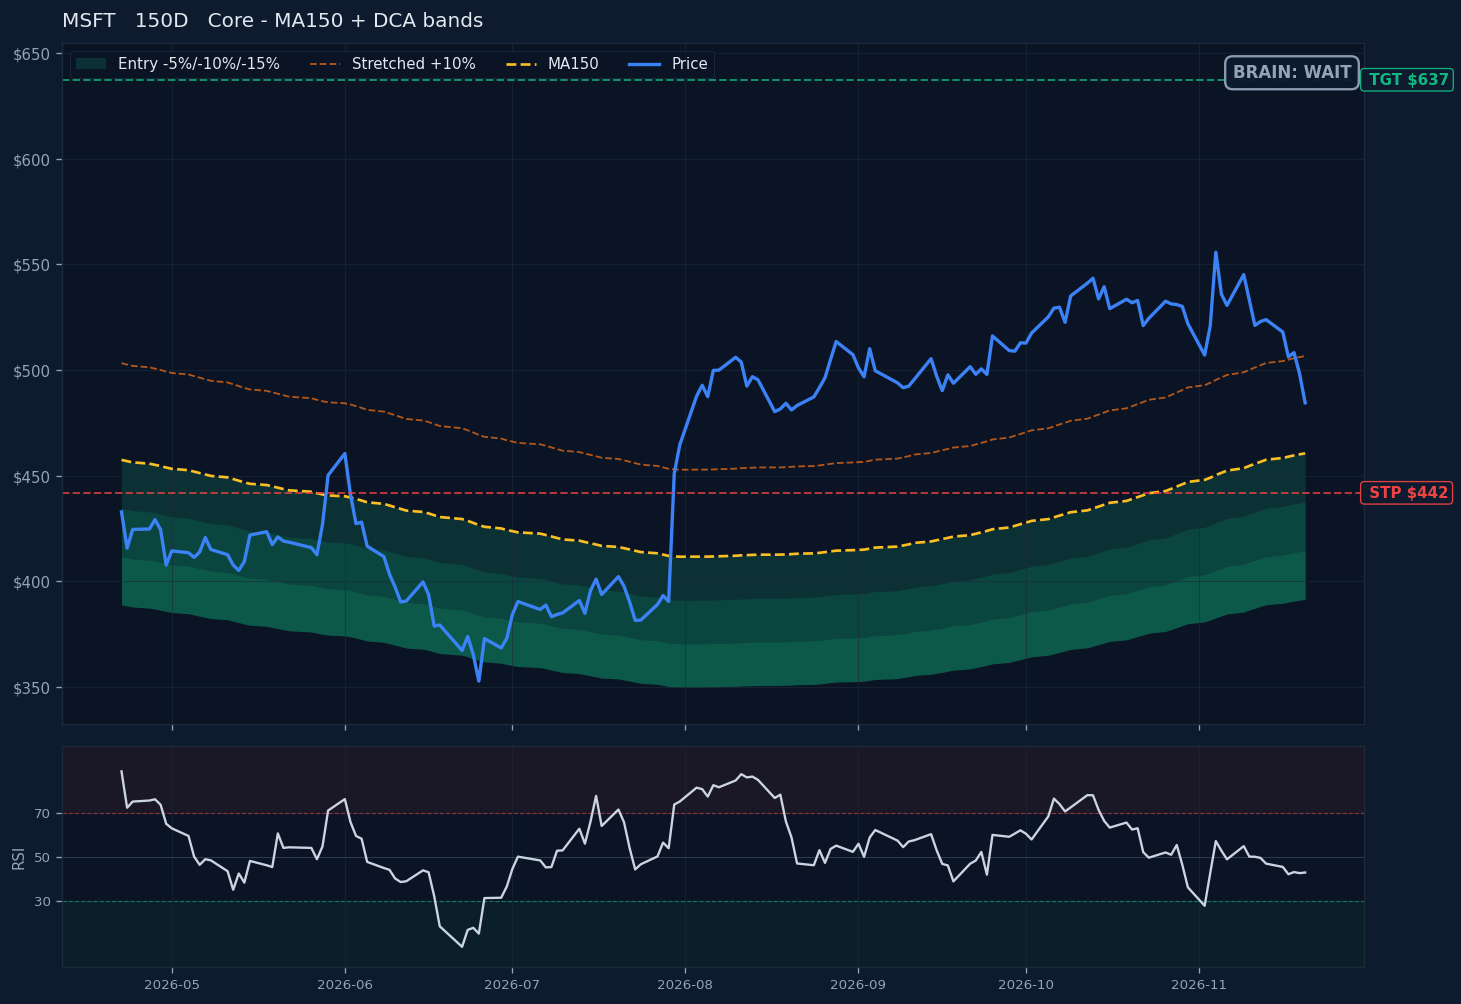 MSFT   150D   Core - MA150 + DCA bands
Entry -5%/-10%/-15%   Stretched +10%   MA150   Price
BRAIN: WAIT
TGT $637
$650
$600
$550
$500
$450
$400
$350
STP $442
RSI
70
50
30
2026-05   2026-06   2026-07   2026-08   2026-09   2026-10   2026-11